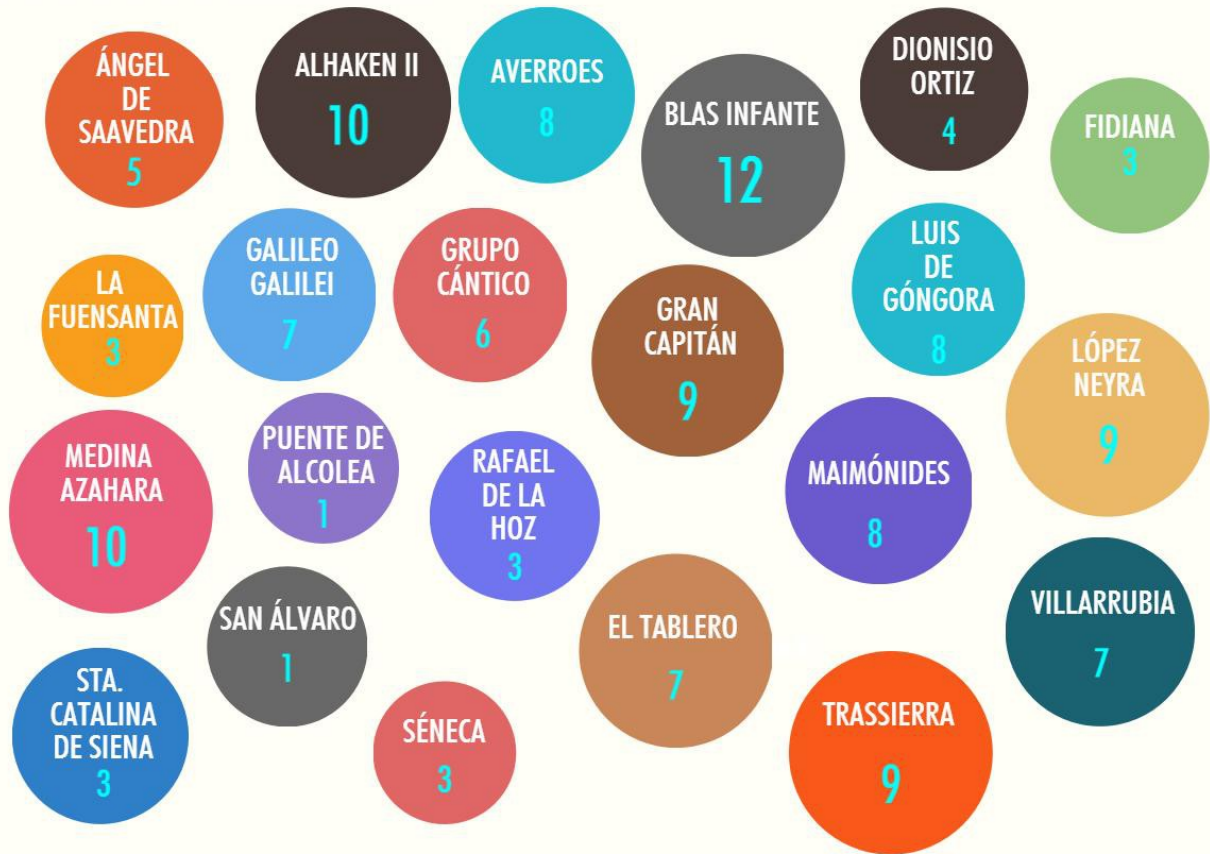 ÁNGEL
DE
SAAVEDRA
5
ALHAKEN II
10
AVERROES
8
BLAS INFANTE
12
DIONISIO
ORTIZ
4
FIDIANA
3
LA
FUENSANTA
3
GALILEO
GALILEI
7
GRUPO
CÁNTICO
6
GRAN
CAPITÁN
9
LUIS
DE
GÓNGORA
8
LÓPEZ
NEYRA
9
MEDINA
AZAHARA
10
PUENTE DE
ALCOLEA
1
RAFAEL
DE LA
HOZ
3
MAIMÓNIDES
8
VILLARRUBIA
7
STA.
CATALINA
DE SIENA
3
SAN ÁLVARO
1
SÉNECA
3
EL TABLERO
7
TRASSIERRA
9